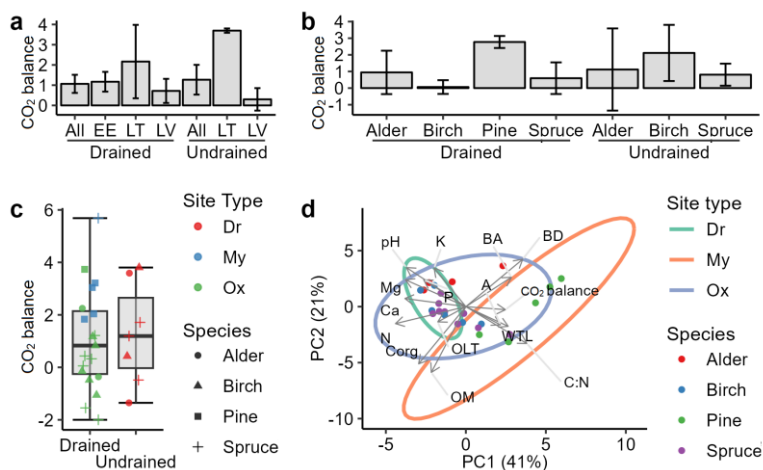 a
CO2 balance
4
3
2
1
0
All EE LT LV All LT LV
Drained Undrained
b
CO2 balance
4
3
2
1
0
-1
Alder Birch Pine Spruce Alder Birch Spruce
Drained Undrained
c
CO2 balance
6
4
2
0
-2
Drained
Undrained
Site Type
Dr
My
Ox
Species
Alder
Birch
Pine
Spruce
d
PC2 (21%)
5
0
-5
-10
pH K BA BD
Mg P A CO2 balance
Ca
N
Corg OLT WTL
OM C:N
-5 0 5 10
PC1 (41%)
Site type
Dr
My
Ox
Species
Alder
Birch
Pine
Spruce